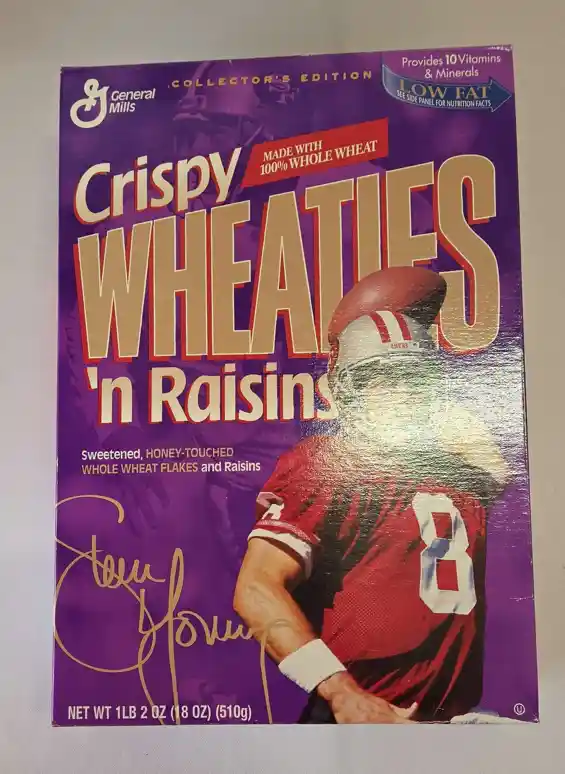 General
Mills
COLLECTOR'S EDITION
Provides 10 Vitamins
& Minerals
LOW FAT
SEE SIDE PANEL FOR NUTRITION FACTS
MADE WITH
100% WHOLE WHEAT
Crispy
WHEATIES
'n Raisins
Sweetened, HONEY-TOUCHED
WHOLE WHEAT FLAKES and Raisins
8
Steve Young
NET WT 1LB 2 OZ (18 OZ) (510g)
U